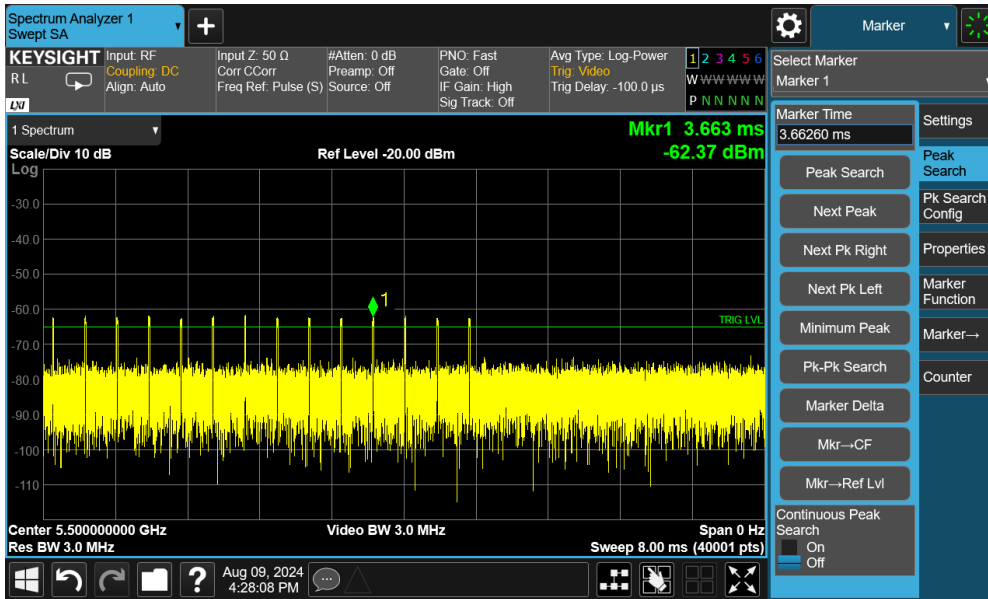 Spectrum Analyzer 1
Swept SA
+
Marker
KEYSIGHT
R L
LXI
Input: RF
Coupling: DC
Align: Auto
Input Z: 50 Ω
Corr CCorr
Freq Ref: Pulse (S)
#Atten: 0 dB
Preamp: Off
Source: Off
PNO: Fast
Gate: Off
IF Gain: High
Sig Track: Off
Avg Type: Log-Power
Trig: Video
Trig Delay: -100.0 µs
1 2 3 4 5 6
W W W W W W
P N N N N N
Select Marker
Marker 1
1 Spectrum
Scale/Div 10 dB
Log
Ref Level -20.00 dBm
Mkr1 3.663 ms
-62.37 dBm
-30.0
-40.0
-50.0
-60.0
-70.0
-80.0
-90.0
-100
-110
1
TRIG LVL
Center 5.500000000 GHz
Res BW 3.0 MHz
Video BW 3.0 MHz
Span 0 Hz
Sweep 8.00 ms (40001 pts)
Marker Time
3.66260 ms
Peak Search
Next Peak
Next Pk Right
Next Pk Left
Minimum Peak
Pk-Pk Search
Marker Delta
Mkr→CF
Mkr→Ref Lvl
Continuous Peak
Search
On
Off
Settings
Peak
Search
Pk Search
Config
Properties
Marker
Function
Marker→
Counter
?
Aug 09, 2024
4:28:08 PM